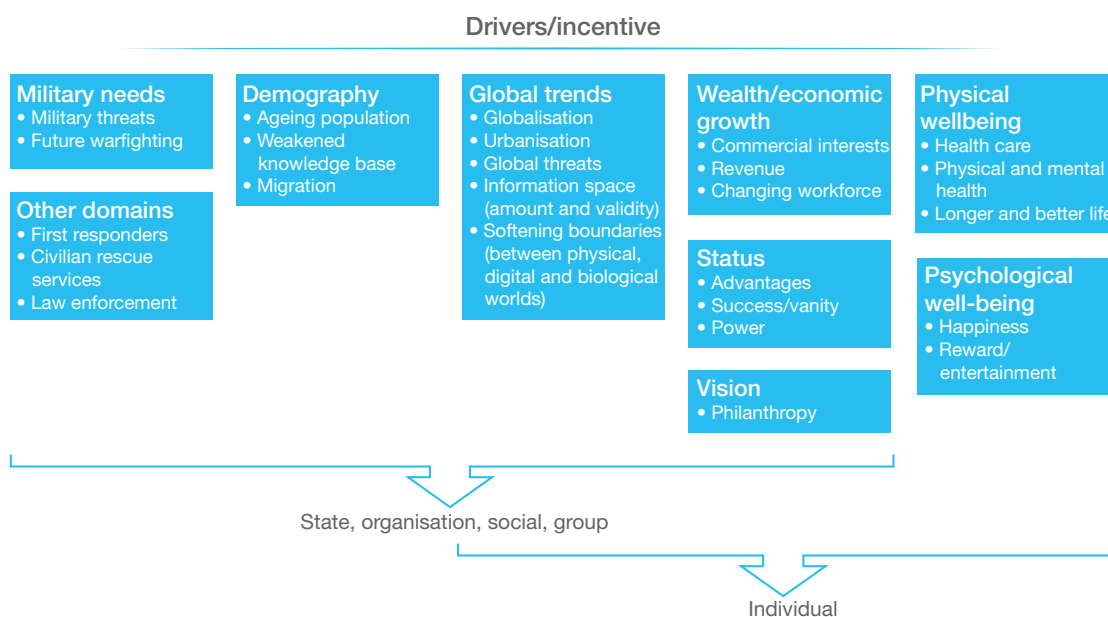 Drivers/incentive
Military needs
• Military threats
• Future warfighting
Other domains
• First responders
• Civilian rescue
services
• Law enforcement
Demography
• Ageing population
• Weakened
knowledge base
• Migration
Global trends
• Globalisation
• Urbanisation
• Global threats
• Information space
(amount and validity)
• Softening boundaries
(between physical,
digital and biological
worlds)
Wealth/economic
growth
• Commercial interests
• Revenue
• Changing workforce
Status
• Advantages
• Success/vanity
• Power
Vision
• Philanthropy
Physical
wellbeing
• Health care
• Physical and mental
health
• Longer and better life
Psychological
well-being
• Happiness
• Reward/
entertainment
State, organisation, social, group
Individual